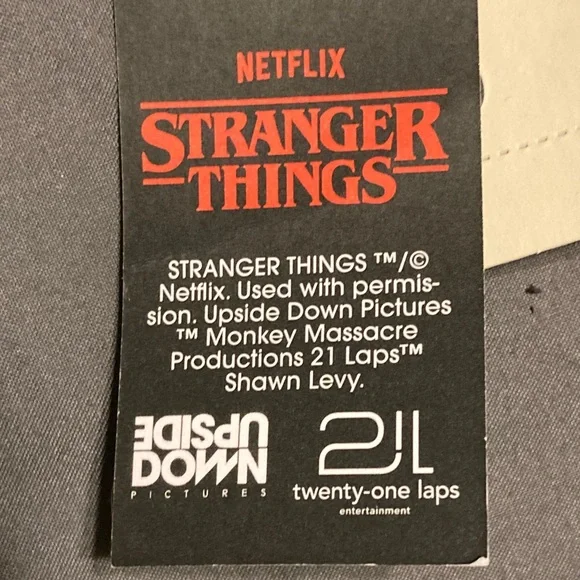 NETFLIX
STRANGER
THINGS
STRANGER THINGS ™/©
Netflix. Used with permis-
sion. Upside Down Pictures
™ Monkey Massacre
Productions 21 Laps™
Shawn Levy.
UPSIDE
DOWN
PICTURES
21L
twenty-one laps
entertainment